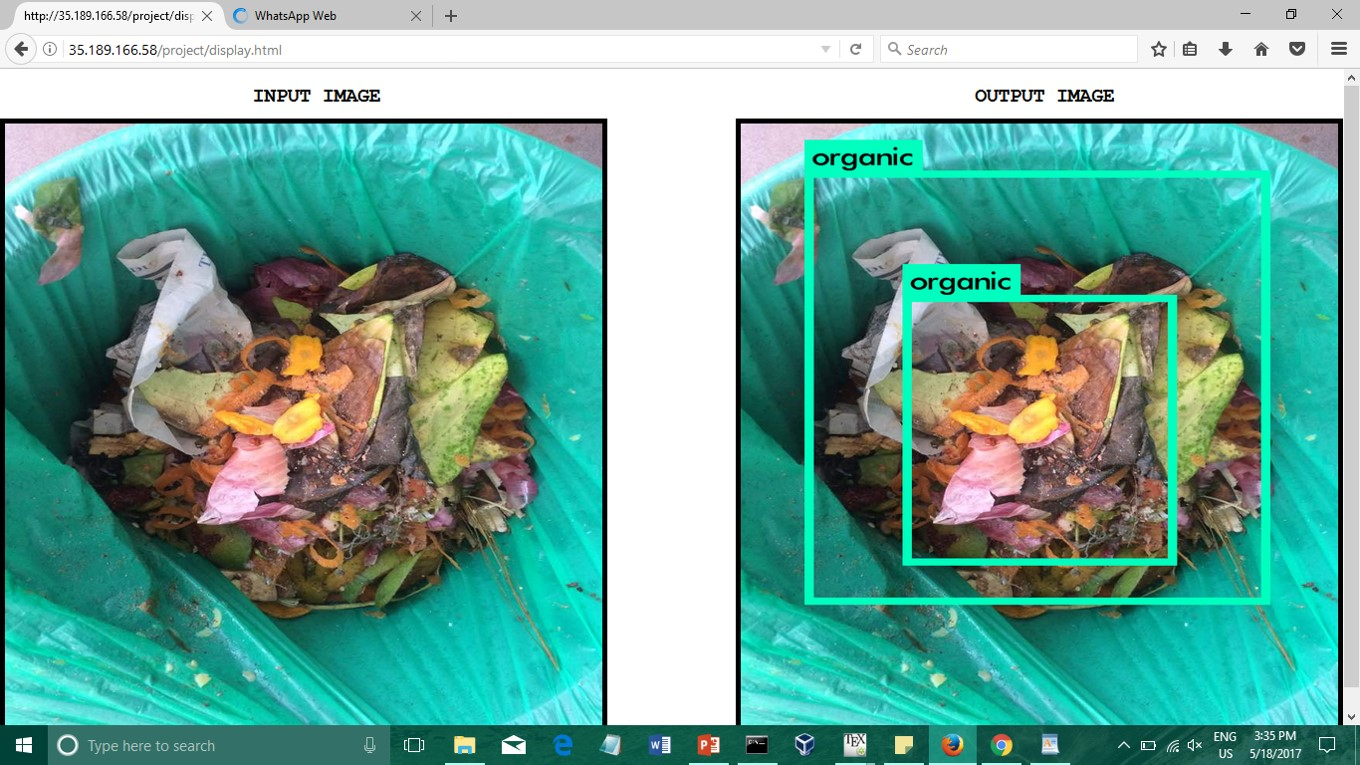 http://35.189.166.58/project/disp
WhatsApp Web
35.189.166.58/project/display.html
Search
INPUT IMAGE
OUTPUT IMAGE
organic
organic
Type here to search
TEX
ENG
US
3:35 PM
5/18/2017